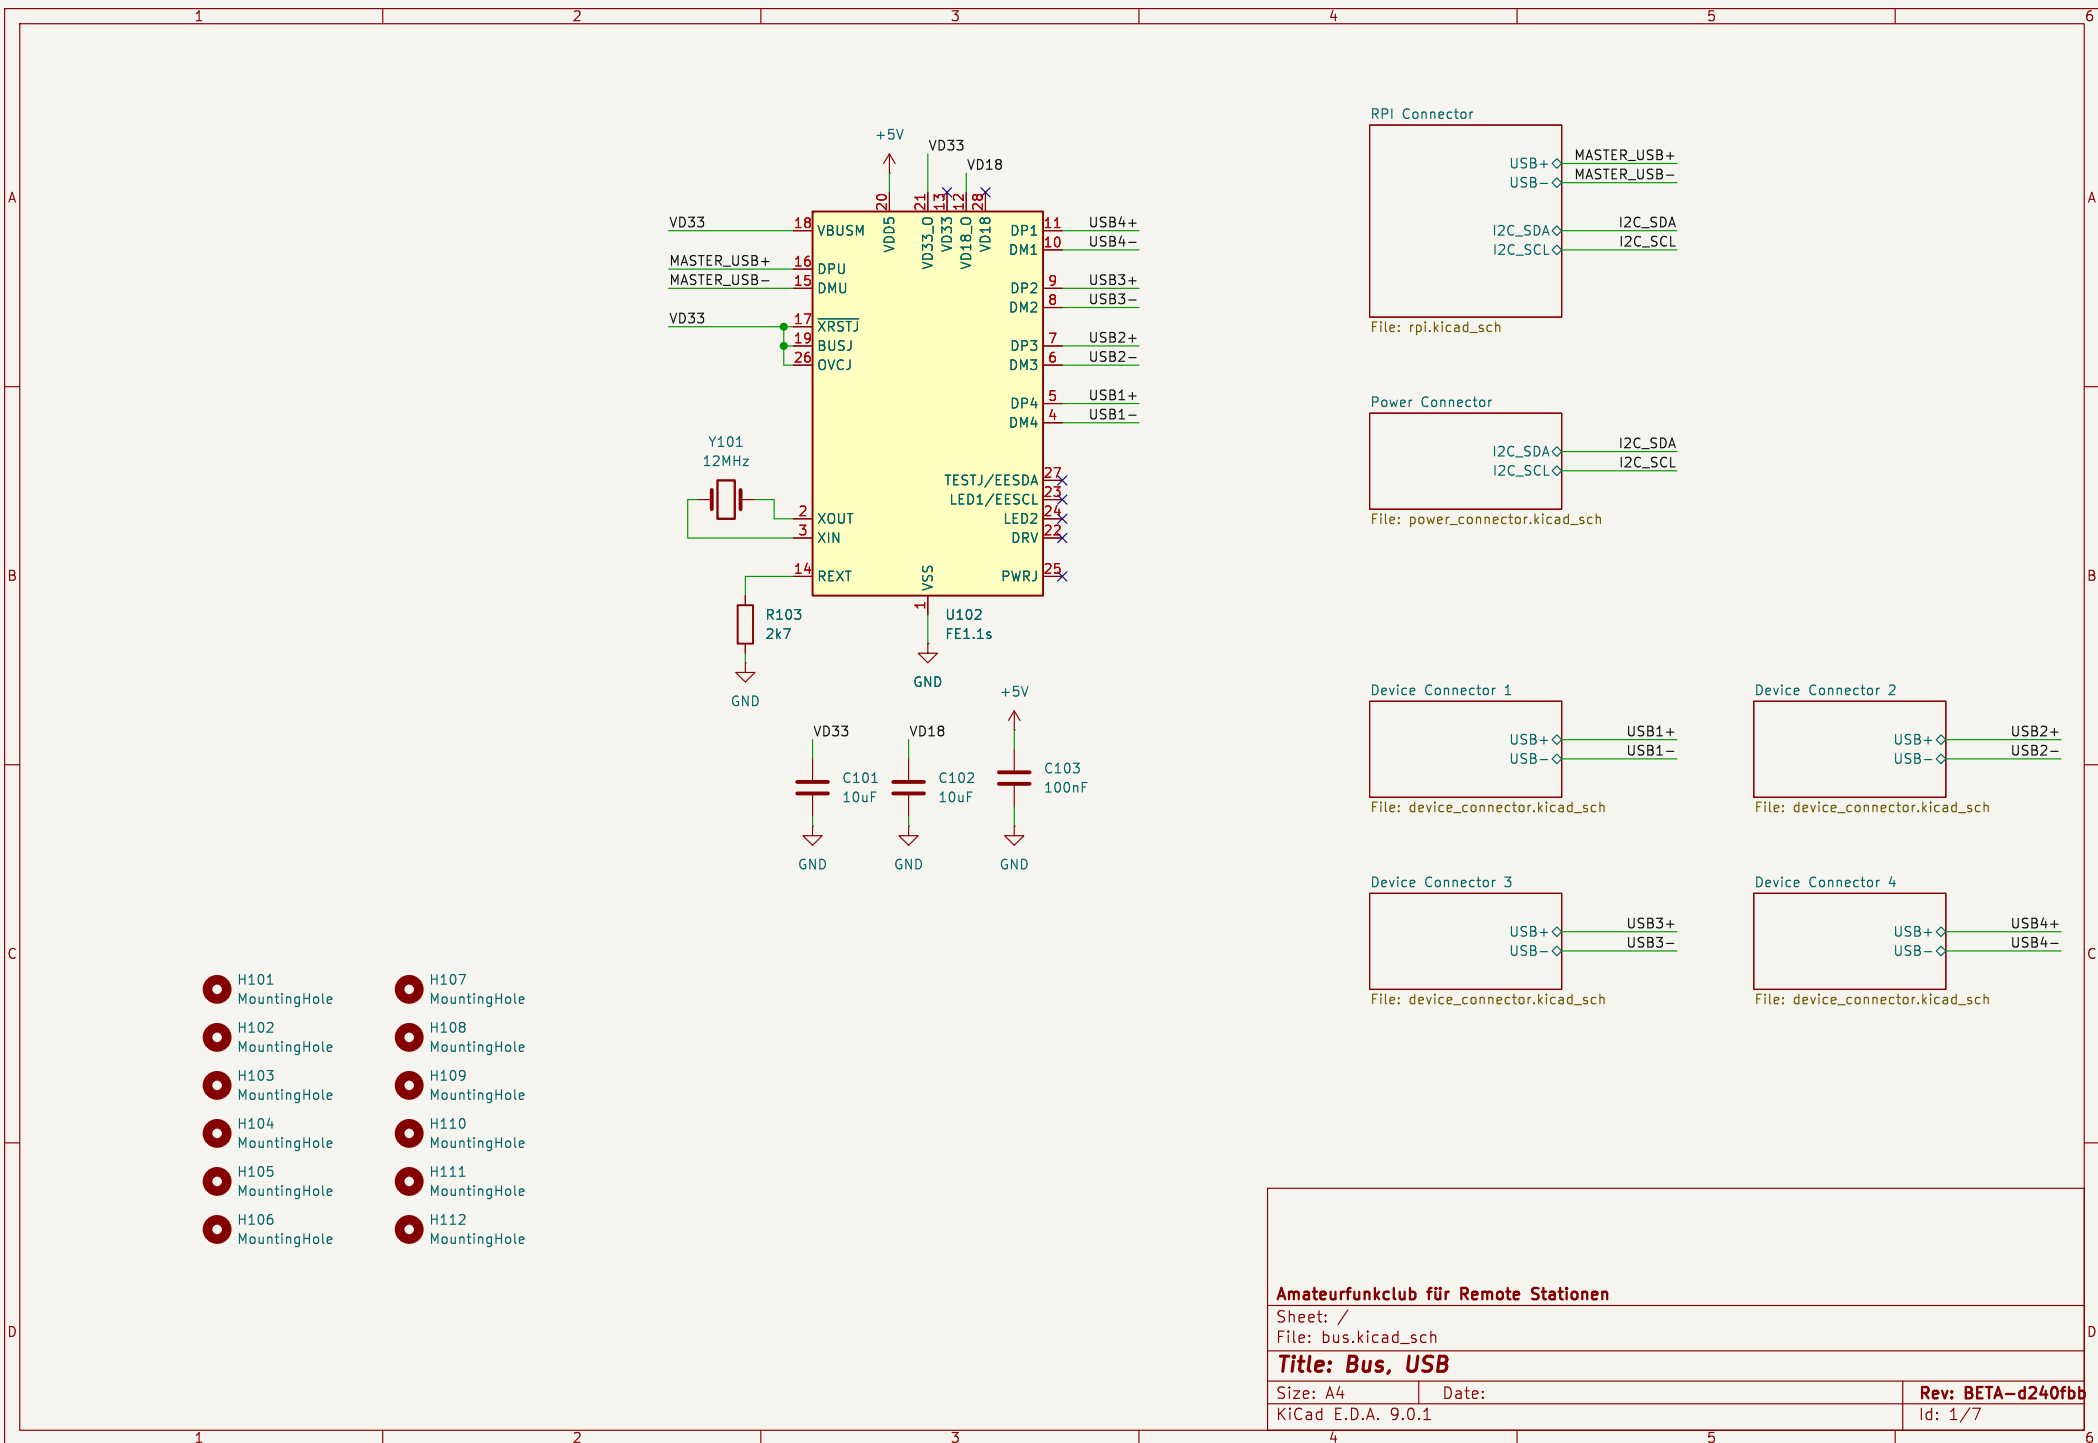 1 2 3 4 5 6
A
B
C
D
+5V
VD33
VD18
20 21 13 12 28
VDD5 VD33_O VD33 VD18_O VD18
VD33 18 VBUSM
MASTER_USB+ 16 DPU
MASTER_USB- 15 DMU
VD33 17 XRSTJ
19 BUSJ
26 OVCJ
Y101
12MHz
2 XOUT
3 XIN
14 REXT
R103
2k7
GND
DP1 11 USB4+
DM1 10 USB4-
DP2 9 USB3+
DM2 8 USB3-
DP3 7 USB2+
DM3 6 USB2-
DP4 5 USB1+
DM4 4 USB1-
TESTJ/EESDA 27
LED1/EESCL 23
LED2 24
DRV 22
PWRJ 25
VSS
1
U102
FE1.1s
GND
VD33
C101
10uF
GND
VD18
C102
10uF
GND
+5V
C103
100nF
GND
RPI Connector
USB+ MASTER_USB+
USB- MASTER_USB-
I2C_SDA I2C_SDA
I2C_SCL I2C_SCL
File: rpi.kicad_sch
Power Connector
I2C_SDA I2C_SDA
I2C_SCL I2C_SCL
File: power_connector.kicad_sch
Device Connector 1
USB+ USB1+
USB- USB1-
File: device_connector.kicad_sch
Device Connector 2
USB+ USB2+
USB- USB2-
File: device_connector.kicad_sch
Device Connector 3
USB+ USB3+
USB- USB3-
File: device_connector.kicad_sch
Device Connector 4
USB+ USB4+
USB- USB4-
File: device_connector.kicad_sch
H101
MountingHole
H102
MountingHole
H103
MountingHole
H104
MountingHole
H105
MountingHole
H106
MountingHole
H107
MountingHole
H108
MountingHole
H109
MountingHole
H110
MountingHole
H111
MountingHole
H112
MountingHole
Amateurfunkclub für Remote Stationen
Sheet: /
File: bus.kicad_sch
Title: Bus, USB
Size: A4 Date: Rev: BETA-d240fbb
KiCad E.D.A. 9.0.1 Id: 1/7
A
B
C
D
1 2 3 4 5 6